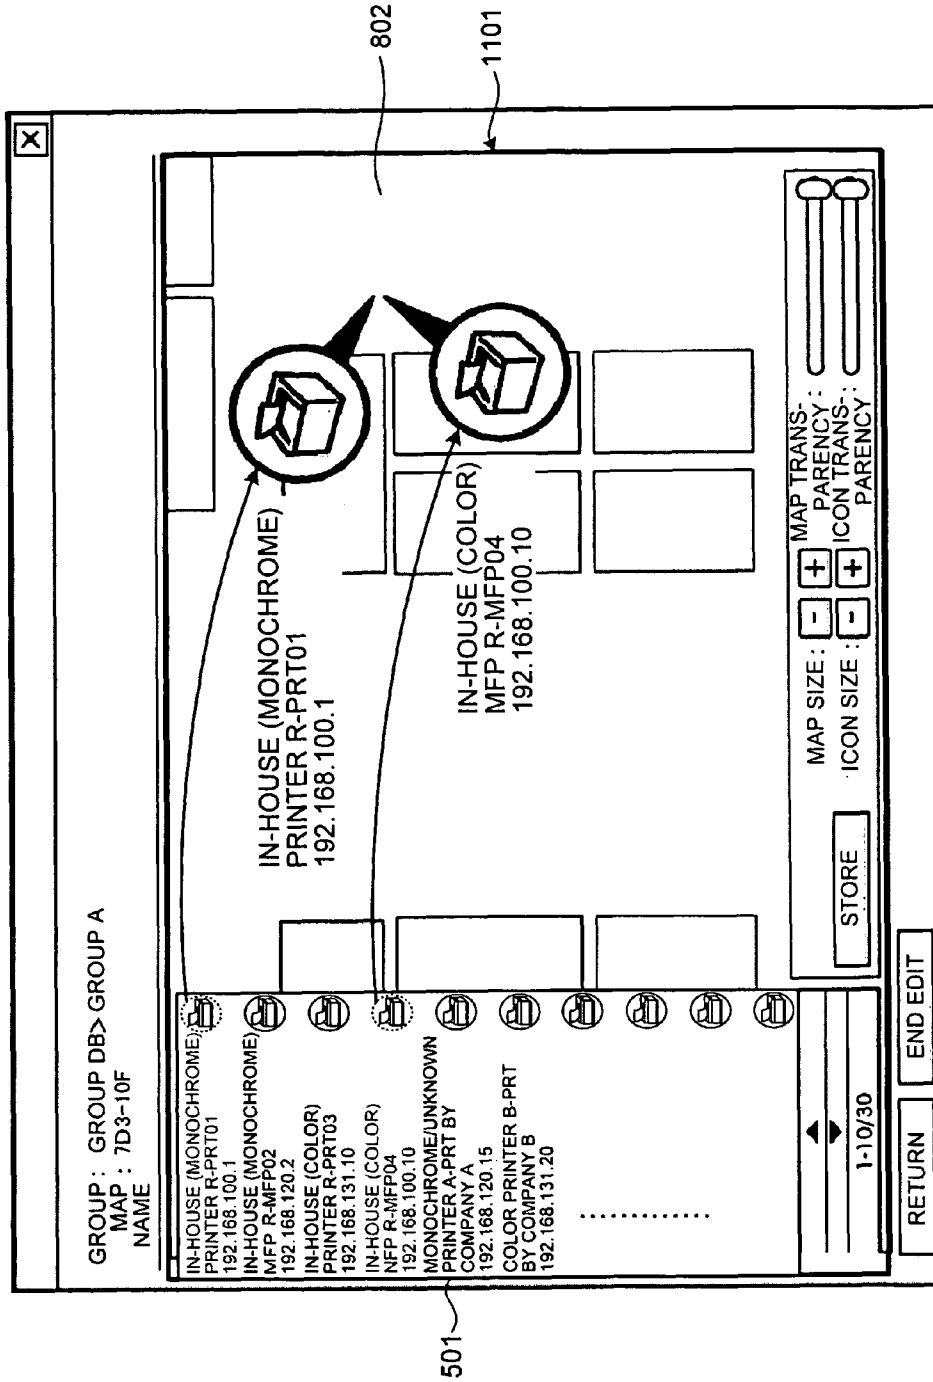 GROUP : GROUP DB> GROUP A
MAP : 7D3-10F
NAME
IN-HOUSE (MONOCHROME)
PRINTER R-PRT01
192.168.100.1
IN-HOUSE (MONOCHROME)
MFP R-MFP02
192.168.120.2
IN-HOUSE (COLOR)
PRINTER R-PRT03
192.168.131.10
IN-HOUSE (COLOR)
NFP R-MFP04
192.168.100.10
MONOCHROME/UNKNOWN
PRINTER A-PRT BY
COMPANY A
192.168.120.15
COLOR PRINTER B-PRT
BY COMPANY B
192.168.131.20
1-10/30
IN-HOUSE (MONOCHROME)
PRINTER R-PRT01
192.168.100.1
IN-HOUSE (COLOR)
MFP R-MFP04
192.168.100.10
STORE
MAP SIZE : - +
MAP TRANS-
PARENCY :
ICON SIZE : - +
ICON TRANS-
PARENCY :
RETURN
END EDIT
501
802
1101